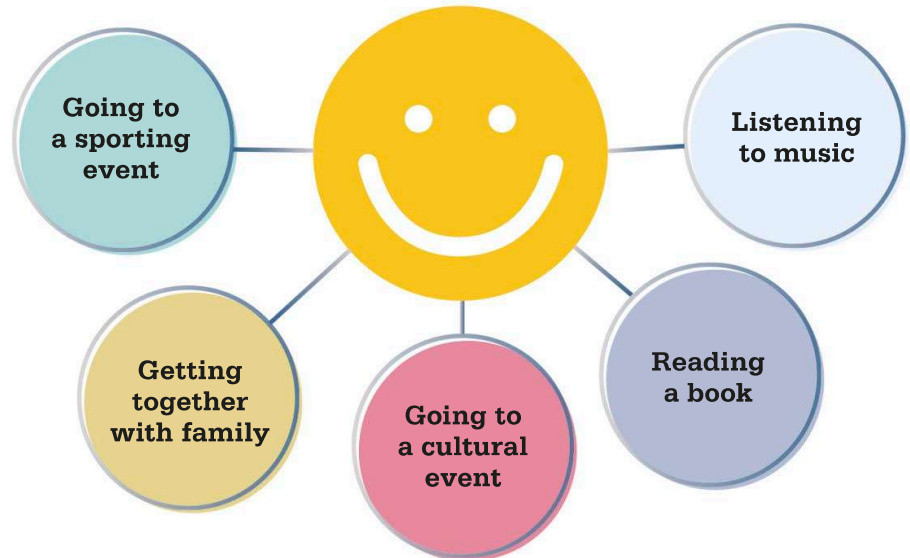 Going to
a sporting
event
Listening
to music
Getting
together
with family
Going to
a cultural
event
Reading
a book